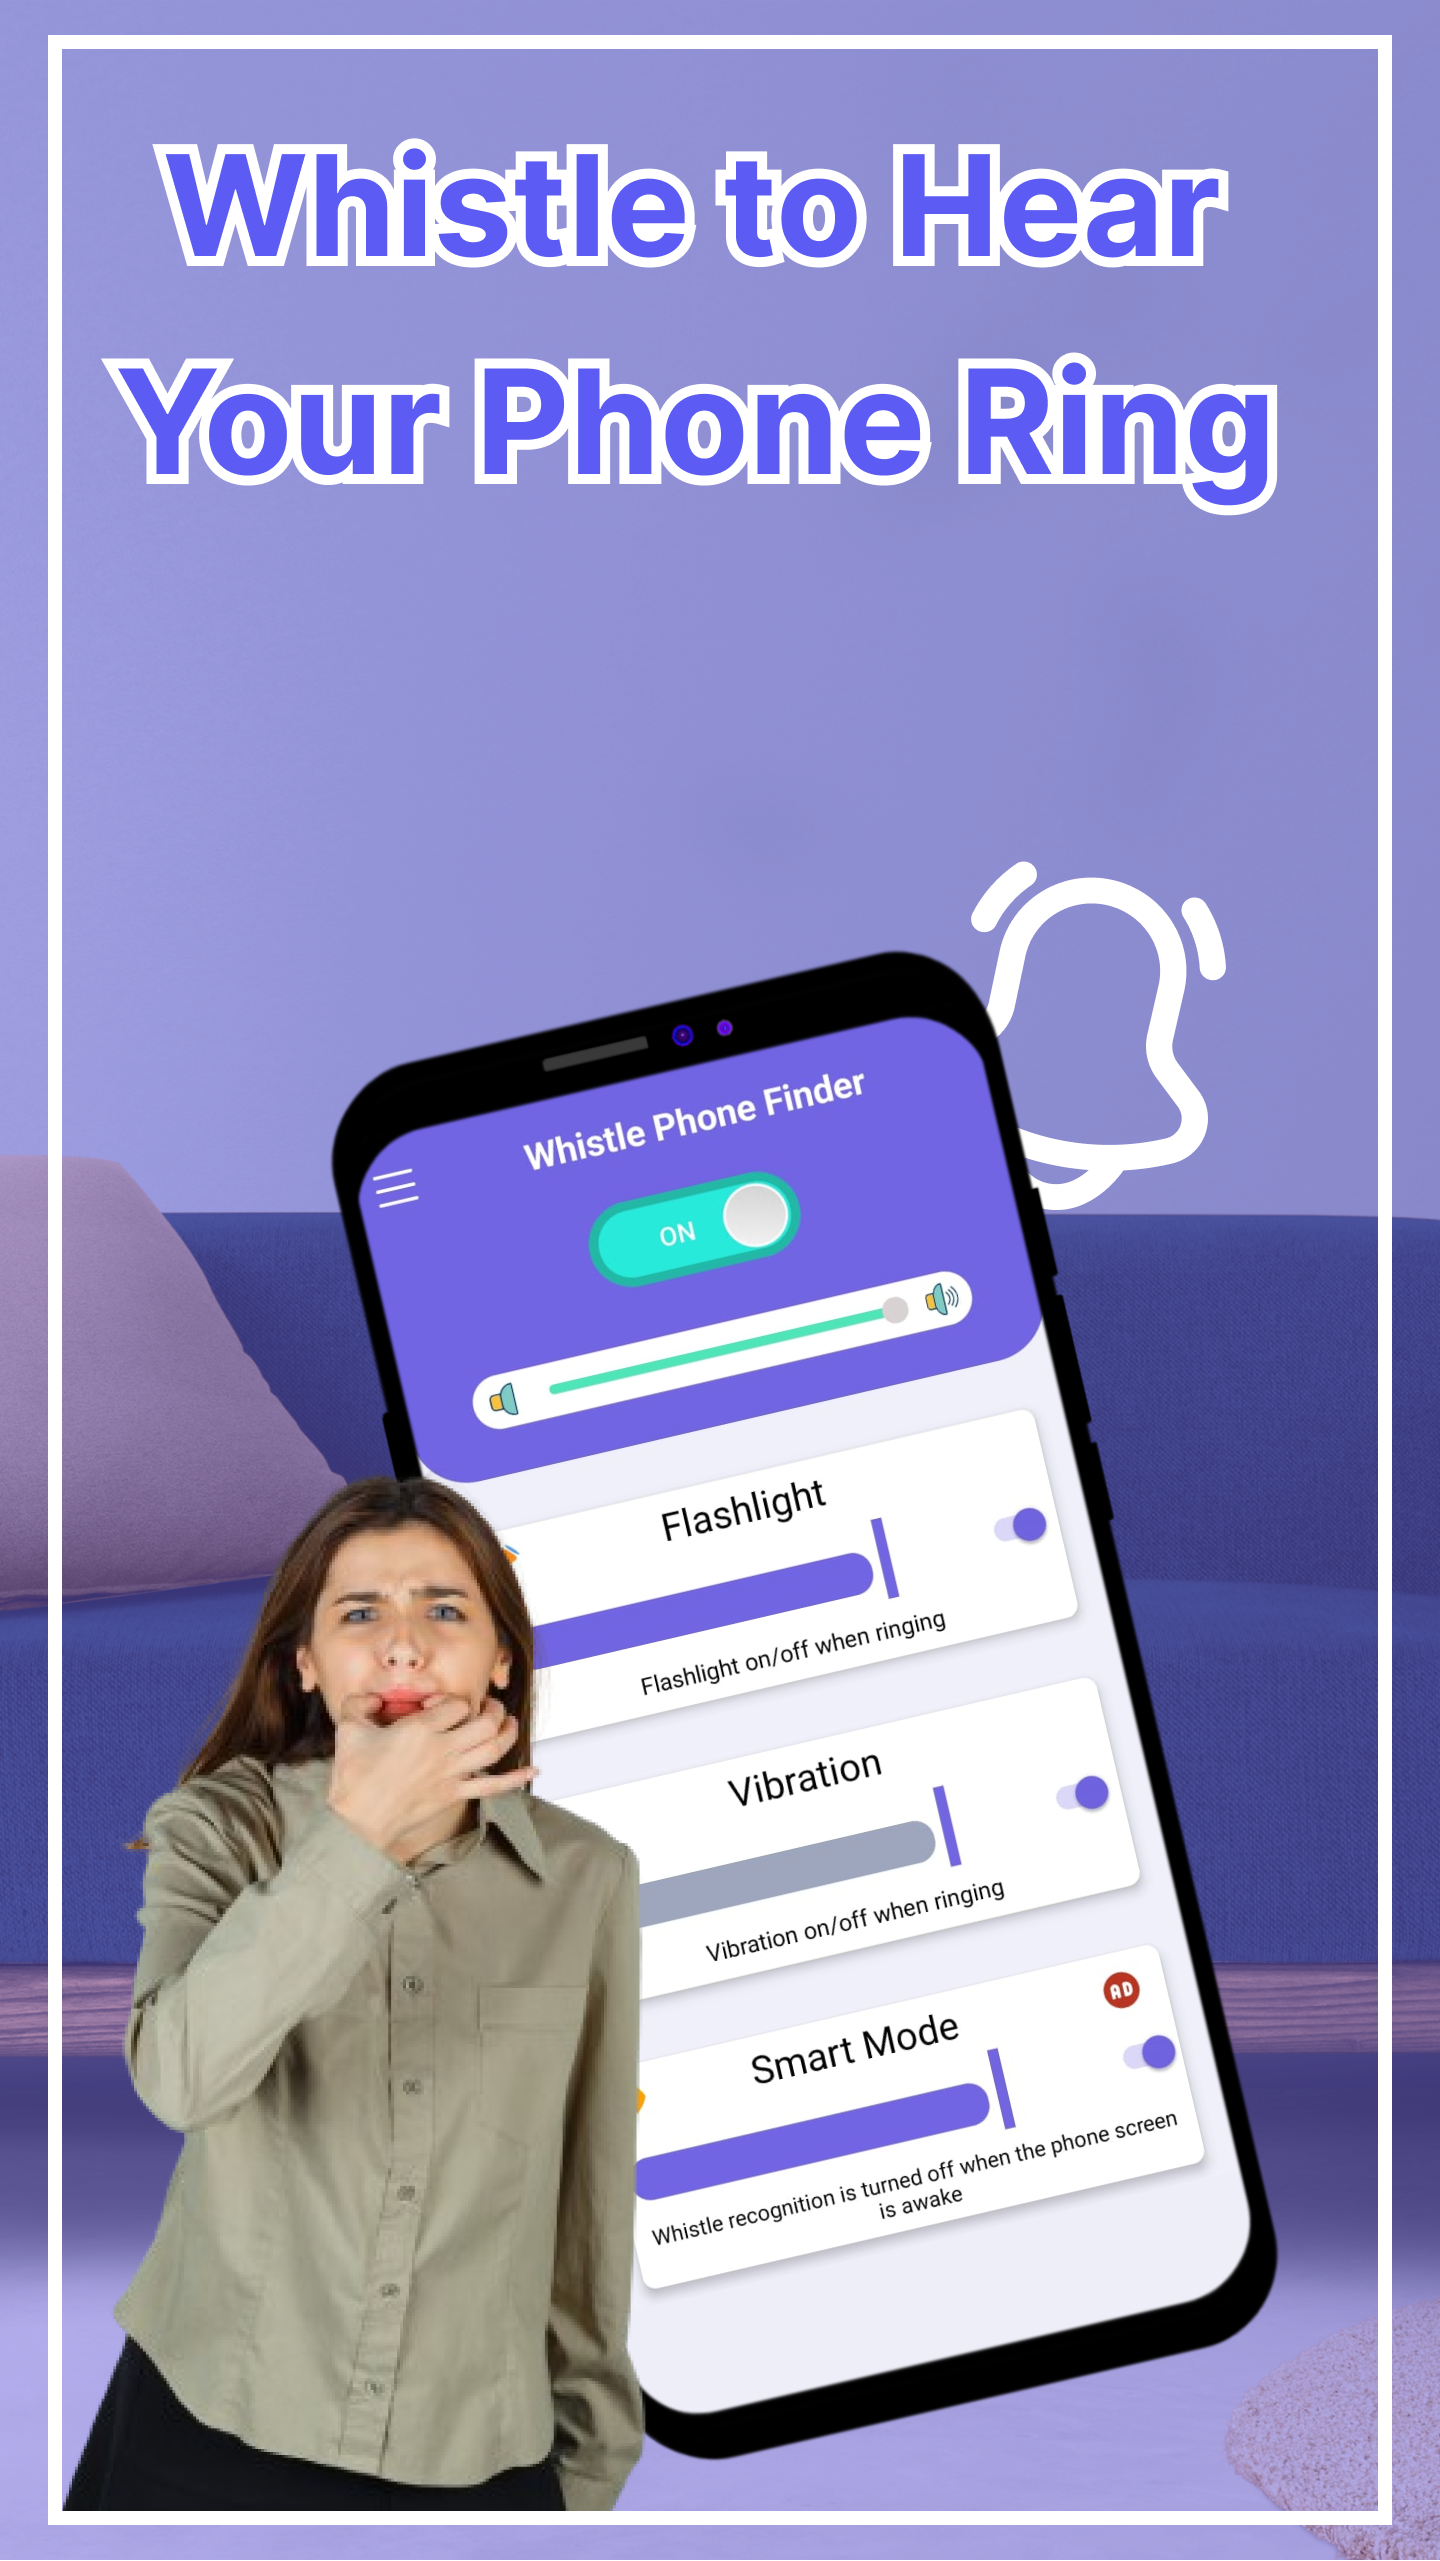 Whistle to Hear
Your Phone Ring
Whistle Phone Finder
ON
Flashlight
Flashlight on/off when ringing
Vibration
Vibration on/off when ringing
AD
Smart Mode
Whistle recognition is turned off when the phone screen
is awake